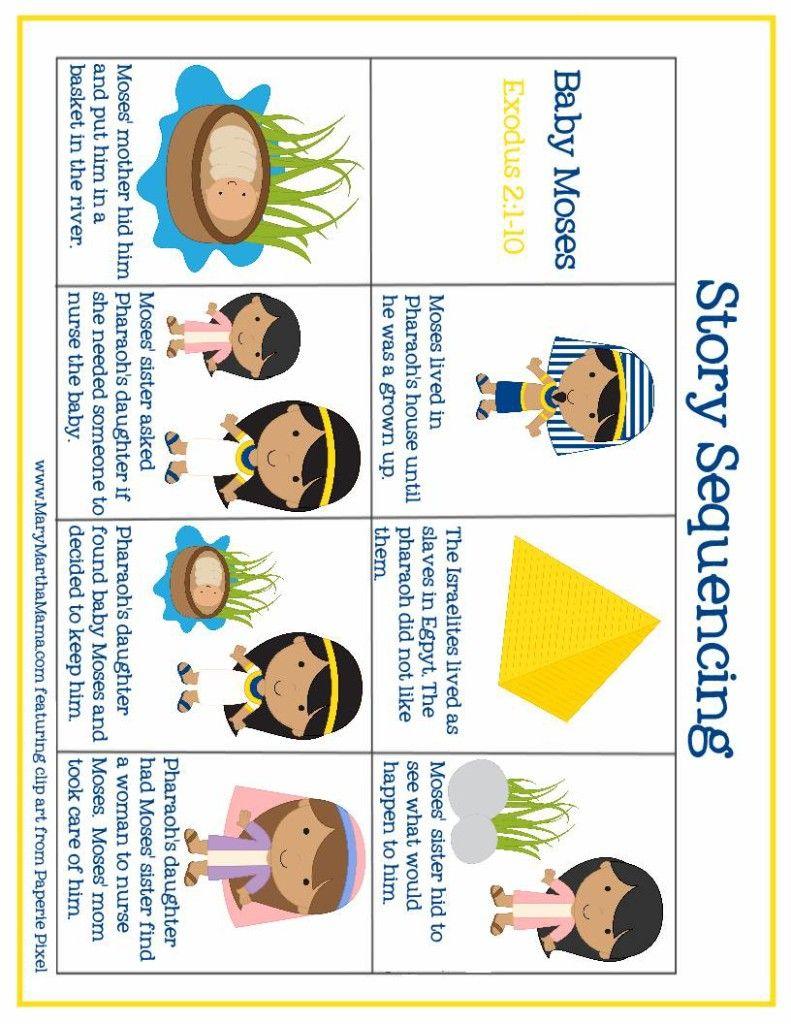 Story Sequencing
Baby Moses
Exodus 2:1-10
Moses lived in
Pharaoh's house until
he was a grown up.
The Israelites lived as
slaves in Egpyt. The
pharaoh did not like
them.
Moses' sister hid to
see what would
happen to him.
Moses' mother hid him
and put him in a
basket in the river.
Moses' sister asked
Pharaoh's daughter if
she needed someone to
nurse the baby.
Pharaoh's daughter
found baby Moses and
decided to keep him.
Pharaoh's daughter
had Moses' sister find
a woman to nurse
Moses. Moses' mom
took care of him.
www.MaryMarthaMama.com featuring clip art from Paperie Pixel